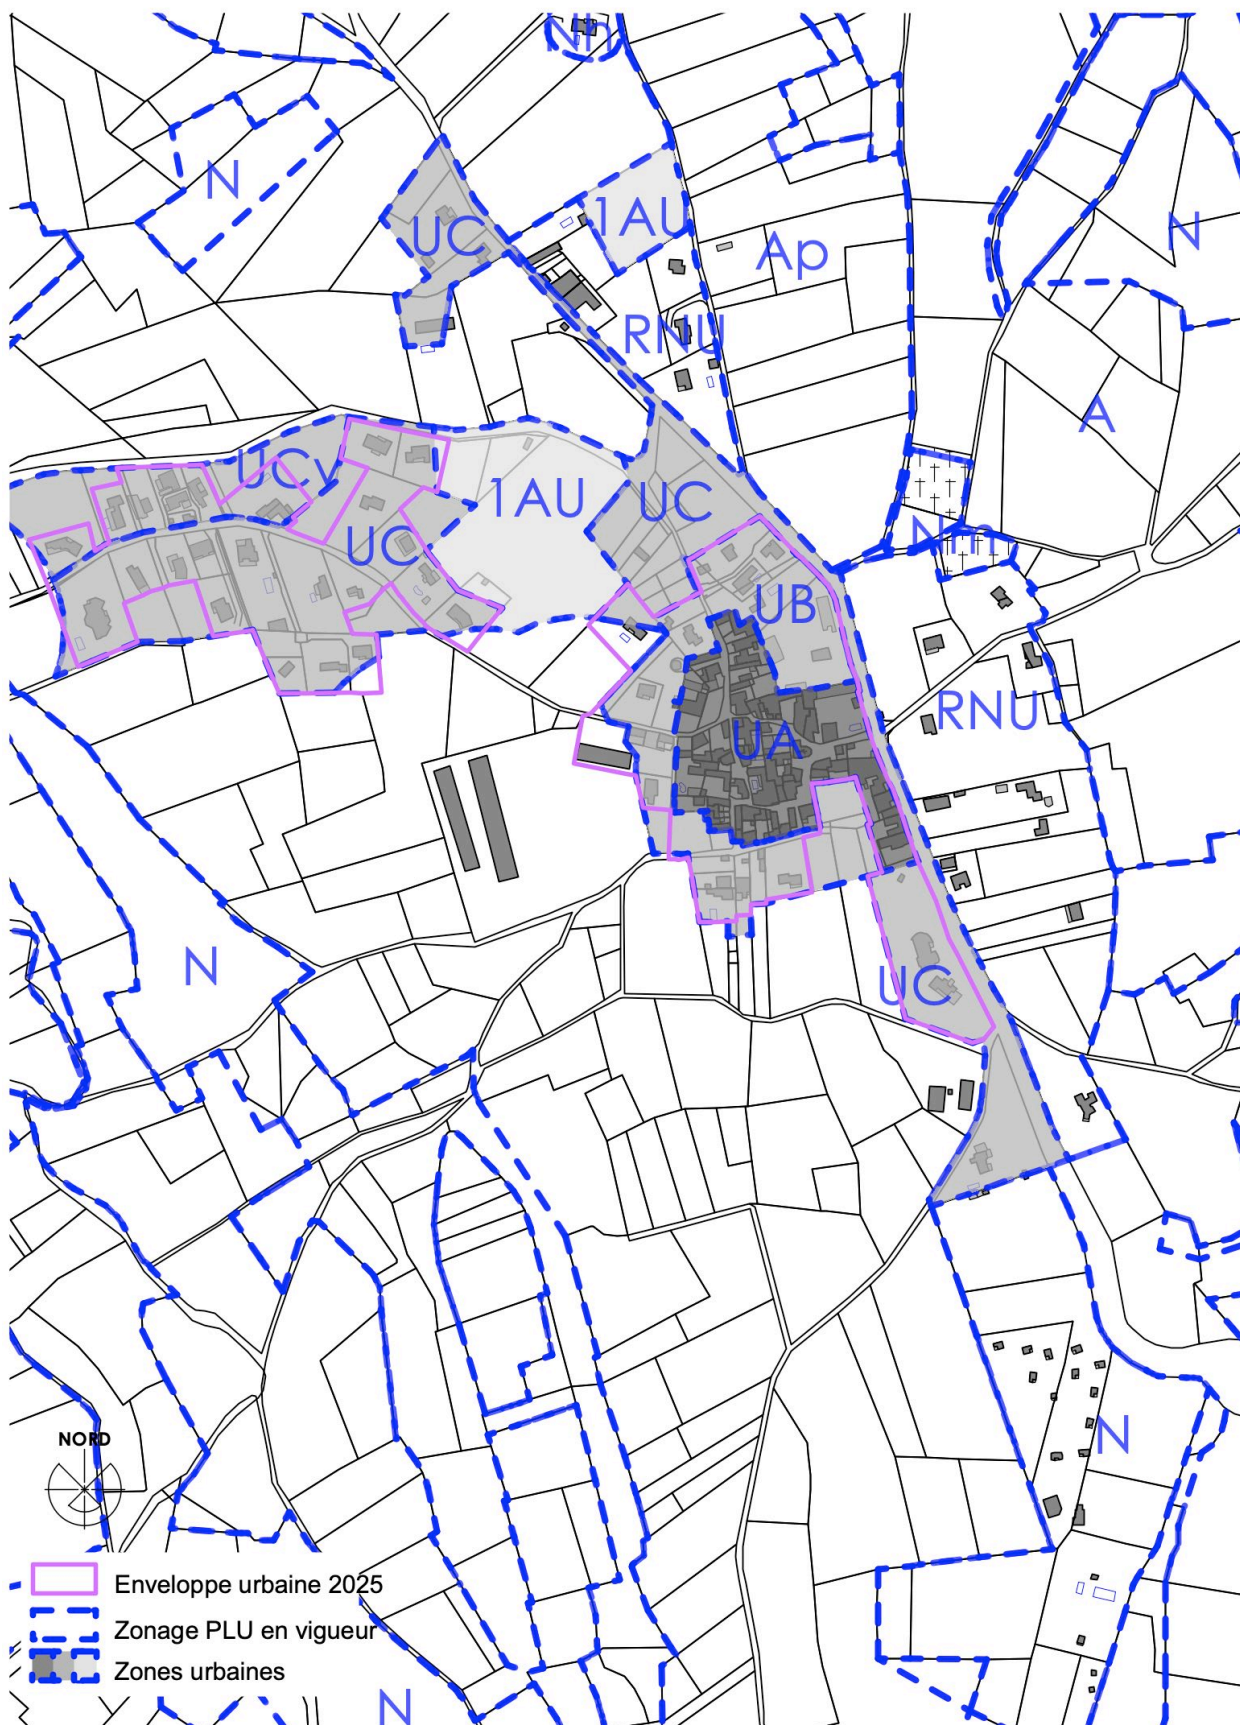 Nh
N
1AU
UC
Ap
N
RNU
A
UCv
1AU
UC
UC
Nm
UB
RNU
UA
N
UC
N
NORD
Enveloppe urbaine 2025
Zonage PLU en vigueur
Zones urbaines
N